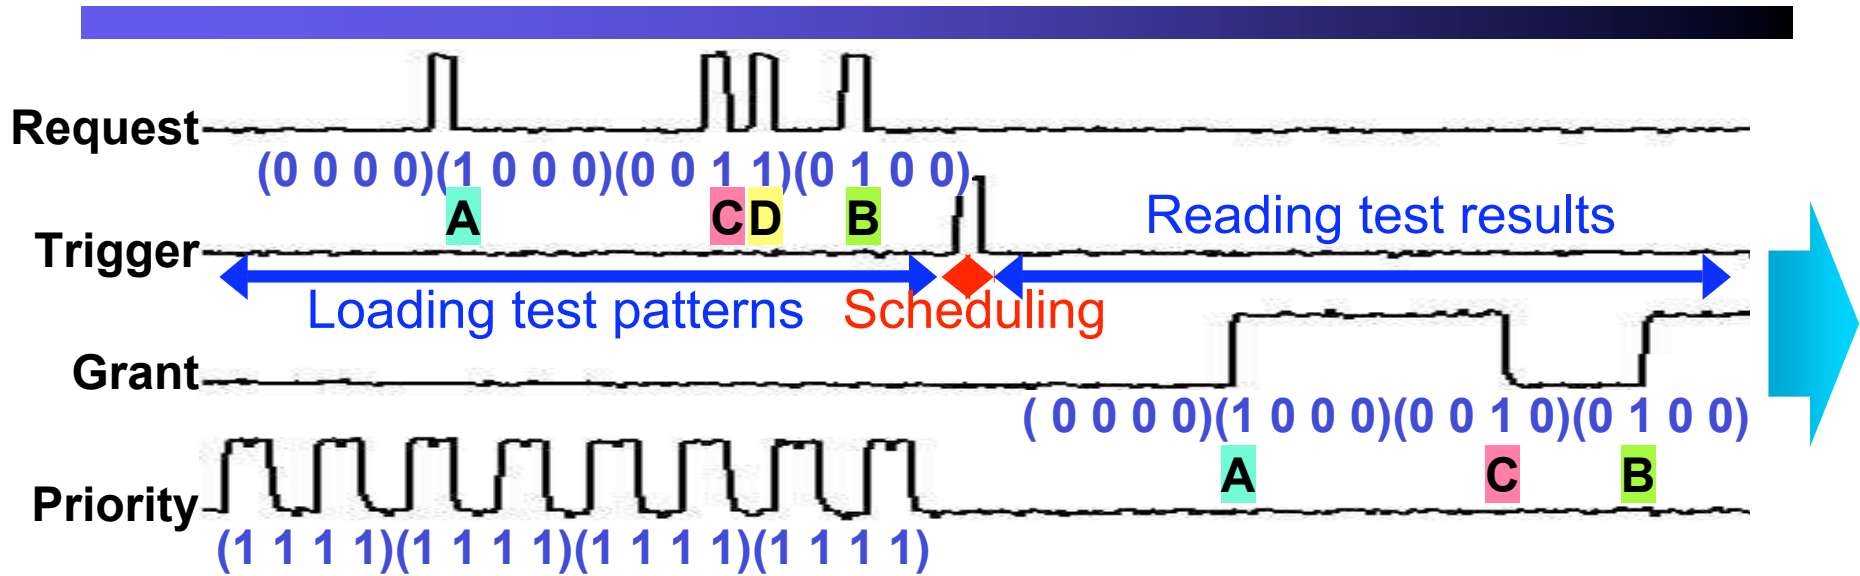 Request
(0 0 0 0)(1 0 0 0)(0 0 1 1)(0 1 0 0)
A C D B
Trigger
Reading test results
Loading test patterns
Scheduling
Grant
( 0 0 0 0)(1 0 0 0)(0 0 1 0)(0 1 0 0)
A C B
Priority
(1 1 1 1)(1 1 1 1)(1 1 1 1)(1 1 1 1)